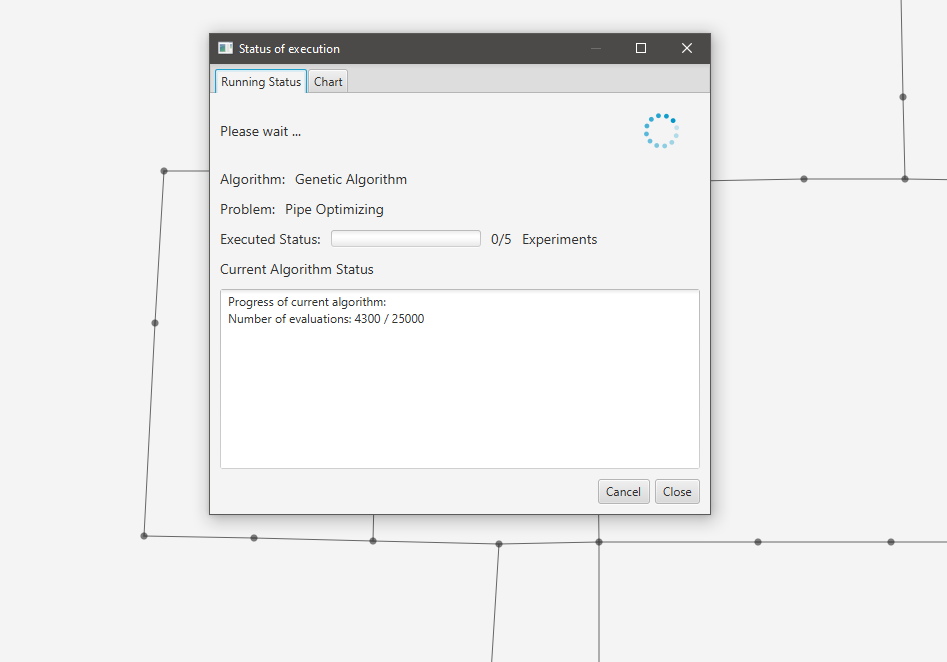 Status of execution
Running Status Chart
Please wait ...
Algorithm: Genetic Algorithm
Problem: Pipe Optimizing
Executed Status: 0/5 Experiments
Current Algorithm Status
Progress of current algorithm:
Number of evaluations: 4300 / 25000
Cancel Close